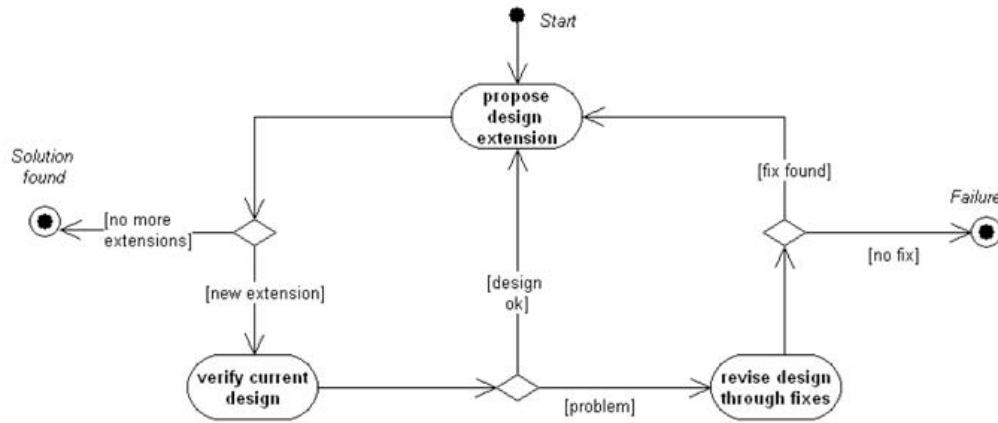 Start
propose
design
extension
Solution
found
[fix found]
Failure
[no more
extensions]
[no fix]
[new extension]
[design
ok]
verify current
design
[problem]
revise design
through fixes